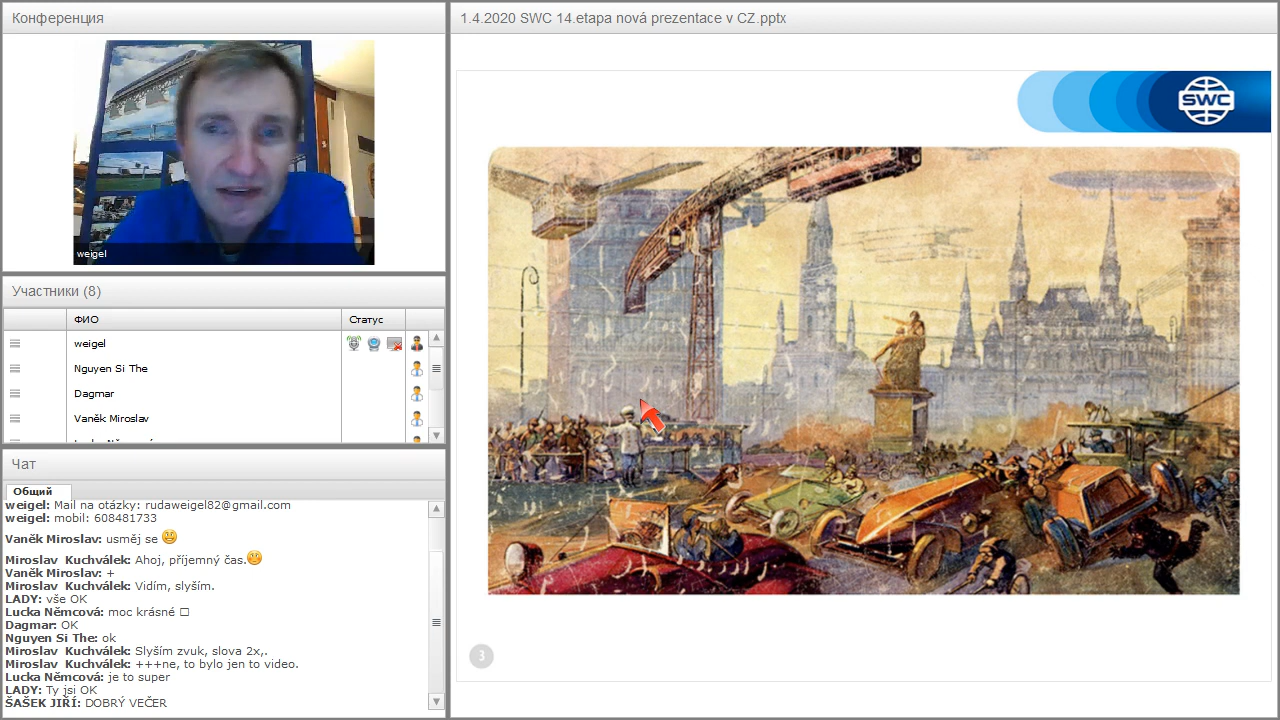 Конференция
weigel
Участники (8)
ФИО
Статус
weigel
Nguyen Si The
Dagmar
Vaněk Miroslav
Чат
Общий
weigel: Mail na otázky: rudaweigel82@gmail.com
weigel: mobil: 608481733
Vaněk Miroslav: usměj se
Miroslav Kuchválek: Ahoj, příjemný čas.
Vaněk Miroslav: +
Miroslav Kuchválek: Vidím, slyším.
LADY: vše OK
Lucka Němcová: moc krásné □
Dagmar: OK
Nguyen Si The: ok
Miroslav Kuchválek: Slyším zvuk, slova 2x,.
Miroslav Kuchválek: +++ne, to bylo jen to video.
Lucka Němcová: je to super
LADY: Ty jsi OK
ŠAŠEK JIŘÍ: DOBRÝ VEČER
1.4.2020 SWC 14.etapa nová prezentace v CZ.pptx
SWC
3